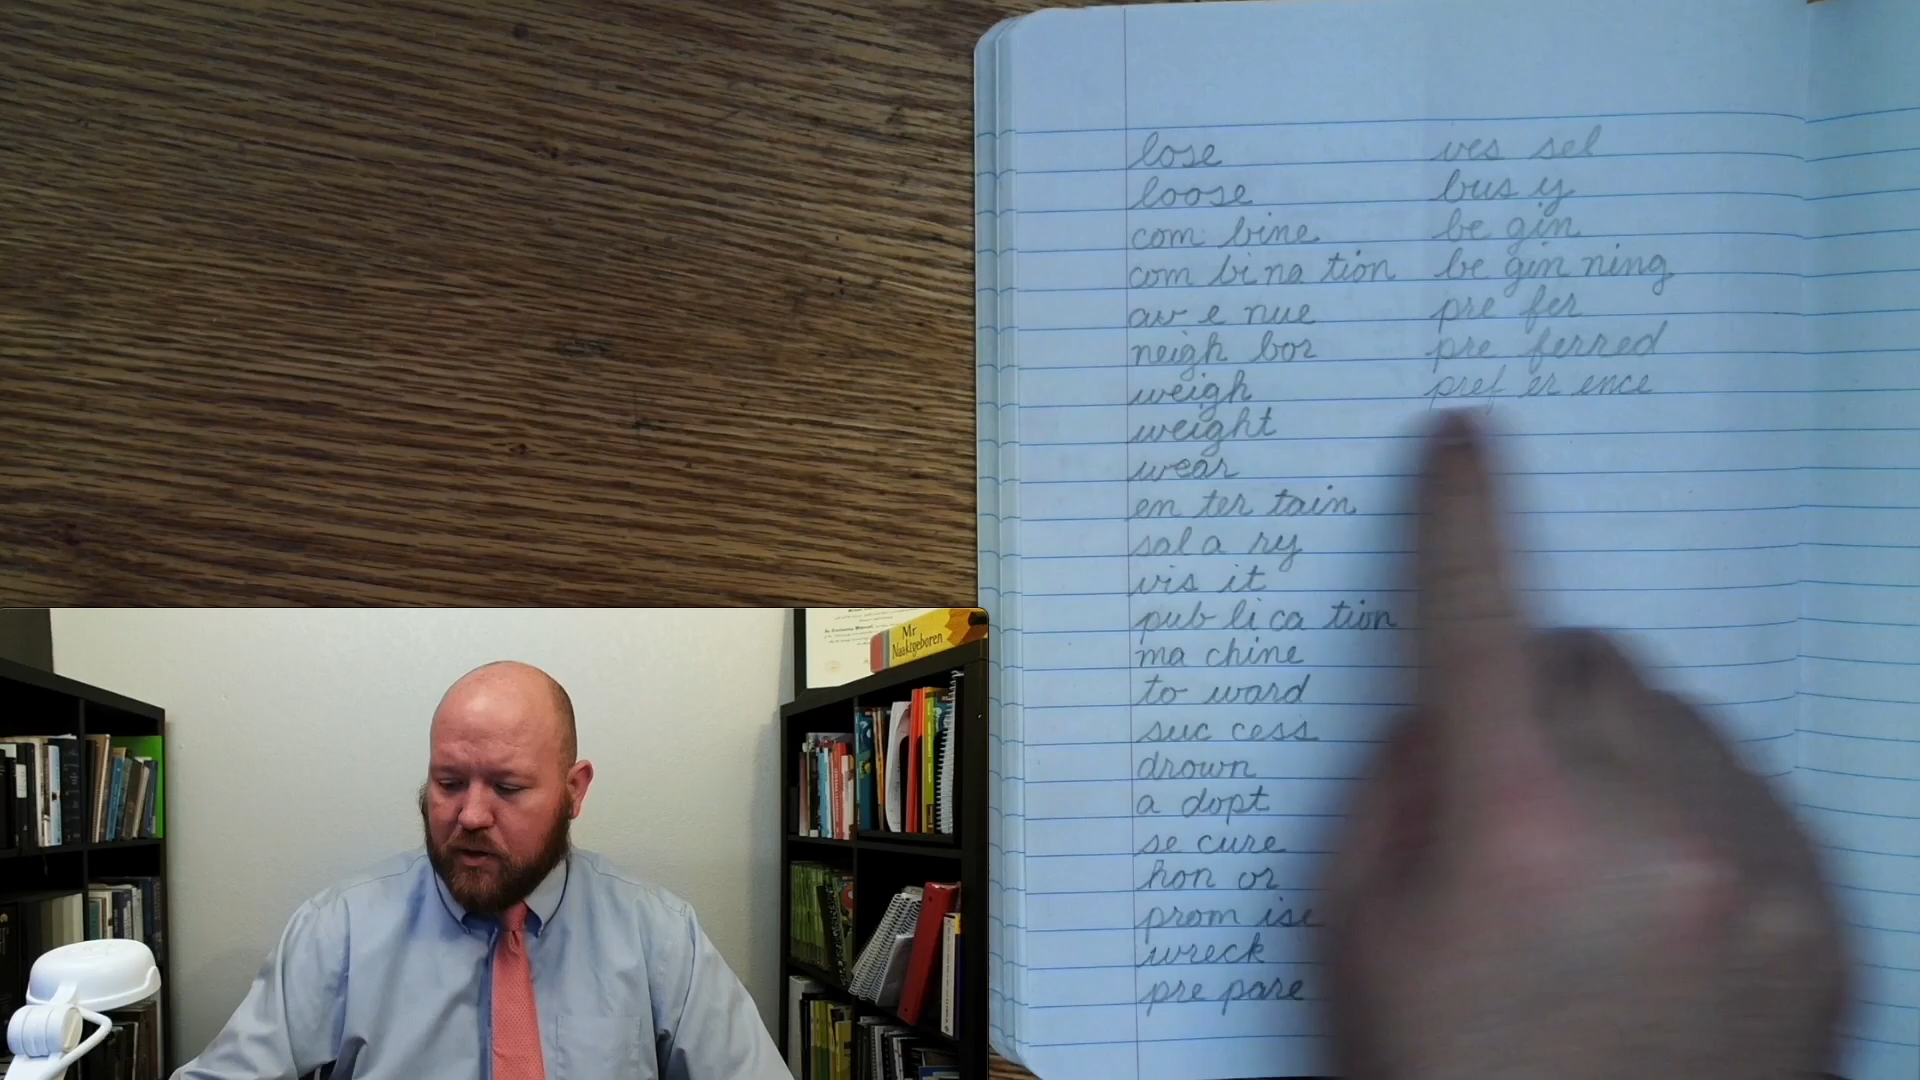 lose
loose
com bine
com bi na tion
av e nue
neigh bor
weigh
weight
wear
en ter tain
sal a ry
vis it
pub li ca tion
ma chine
to ward
suc cess
drown
a dopt
se cure
hon or
prom ise
wreck
pre pare
ves sel
bus y
be gin
be gin ning
pre fer
pre ferred
pref er ence
Mr
Naaktgeboren